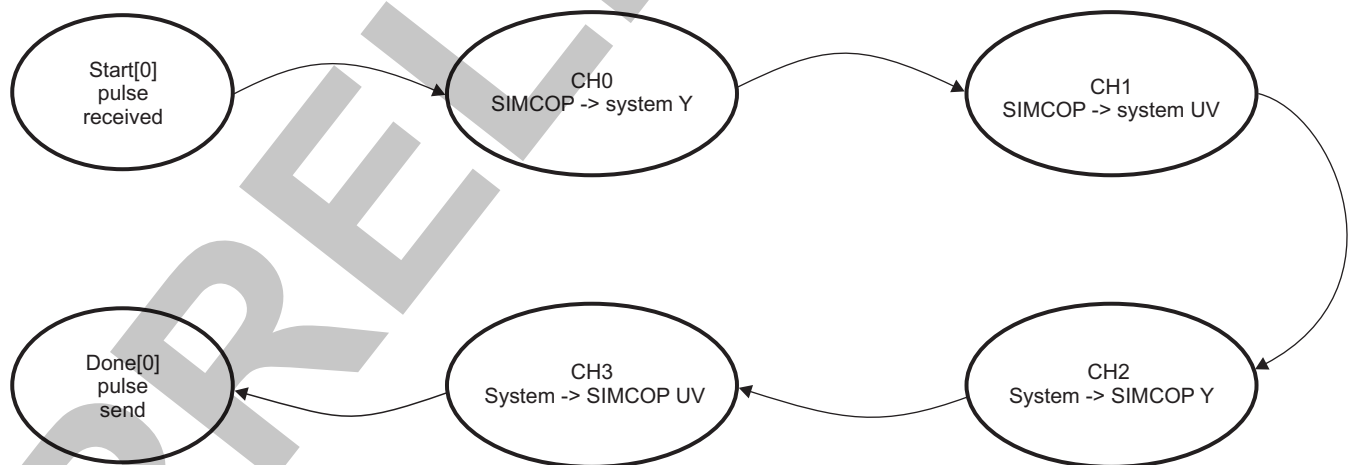 Start[0]
pulse
received
CH0
SIMCOP -> system Y
CH1
SIMCOP -> system UV
Done[0]
pulse
send
CH3
System -> SIMCOP UV
CH2
System -> SIMCOP Y